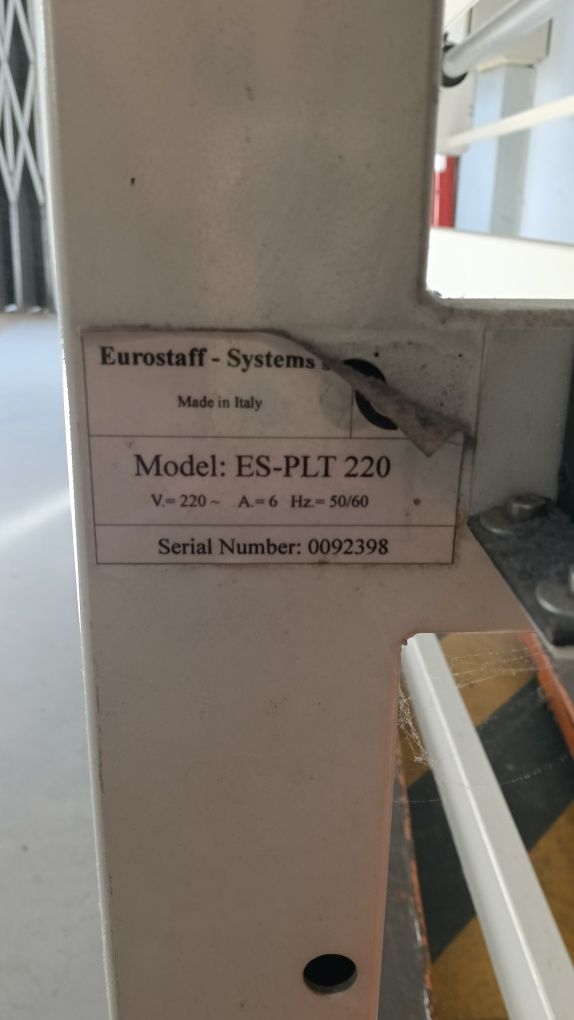 Eurostaff - Systems
Made in Italy
Model: ES-PLT 220
V.= 220 ~ A.= 6 Hz.= 50/60
Serial Number: 0092398